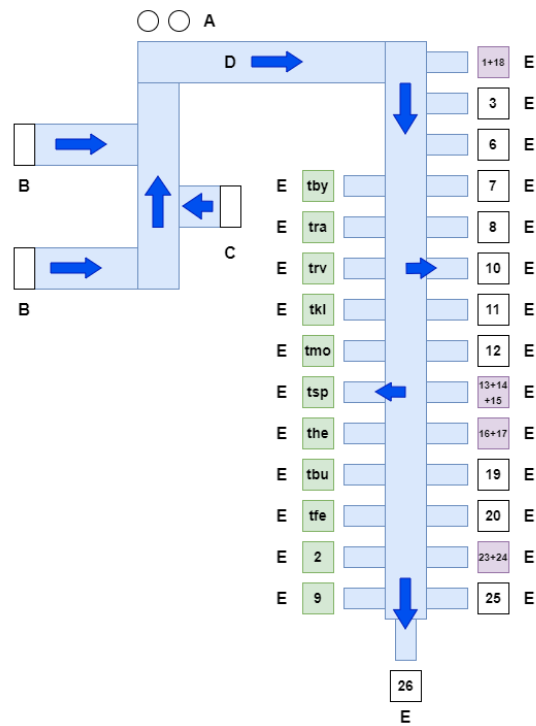 A
D
1+18 E
3 E
B
6 E
E tby 7 E
E tra 8 E
C
E trv 10 E
B
E tkl 11 E
E tmo 12 E
E tsp 13+14 E
+15
E the 16+17 E
E tbu 19 E
E tfe 20 E
E 2 23+24 E
E 9 25 E
26
E